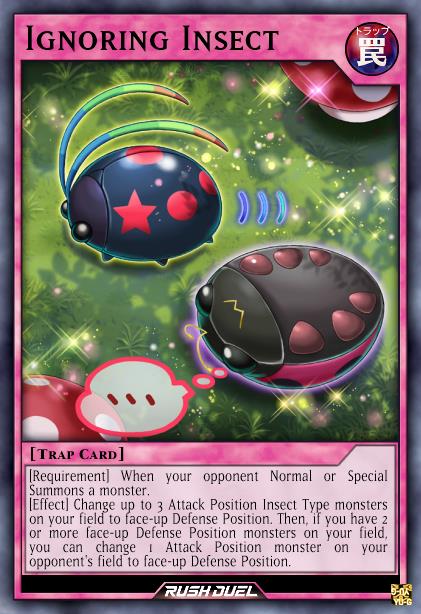 IGNORING INSECT
トラップ
罠
[TRAP CARD]
[Requirement] When your opponent Normal or Special
Summons a monster.
[Effect] Change up to 3 Attack Position Insect Type monsters
on your field to face-up Defense Position. Then, if you have 2
or more face-up Defense Position monsters on your field,
you can change 1 Attack Position monster on your
opponent's field to face-up Defense Position.
RUSH DUEL